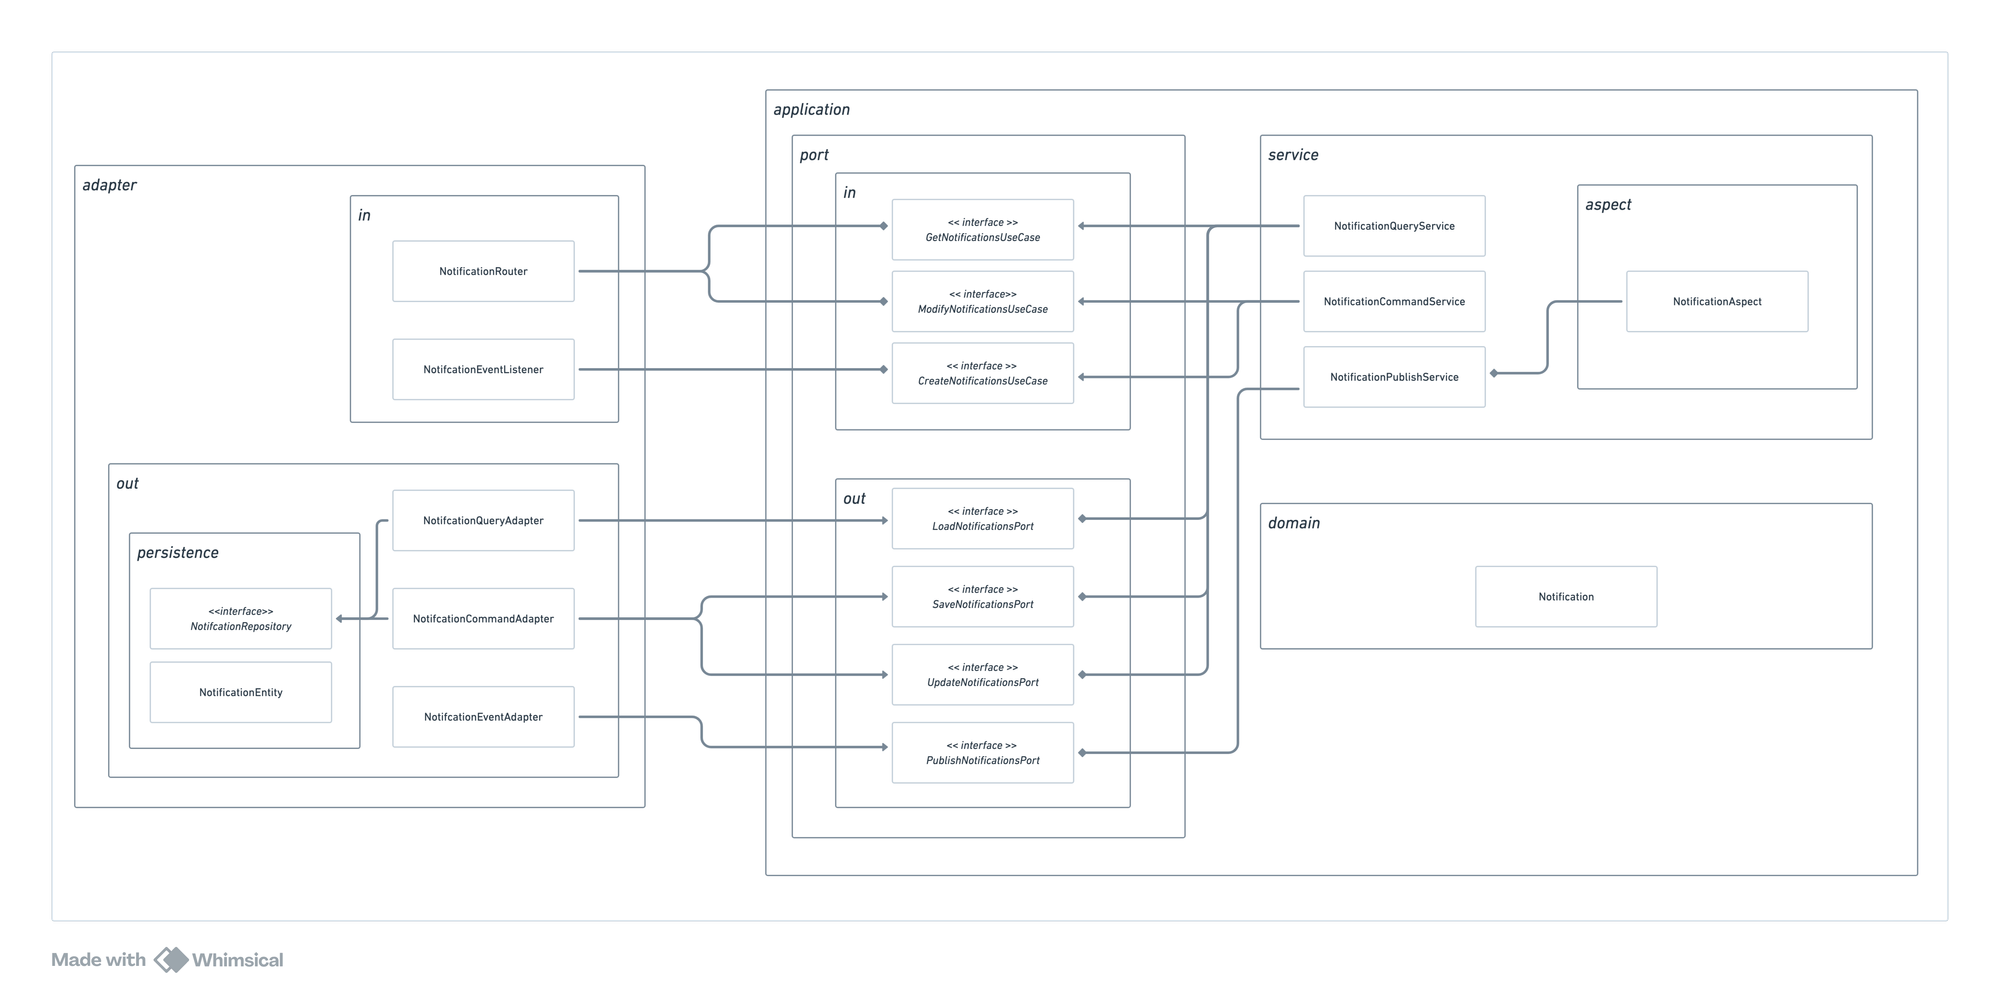 application
port
service
adapter
in
in
aspect
<< interface >>
GetNotificationsUseCase
NotificationQueryService
NotificationRouter
<< interface>>
ModifyNotificationsUseCase
NotificationCommandService
NotificationAspect
NotifcationEventListener
<< interface >>
CreateNotificationsUseCase
NotificationPublishService
out
out
persistence
NotifcationQueryAdapter
<< interface >>
LoadNotificationsPort
domain
<<interface>>
NotifcationRepository
NotifcationCommandAdapter
<< interface >>
SaveNotificationsPort
Notification
NotificationEntity
<< interface >>
UpdateNotificationsPort
NotifcationEventAdapter
<< interface >>
PublishNotificationsPort
Made with Whimsical